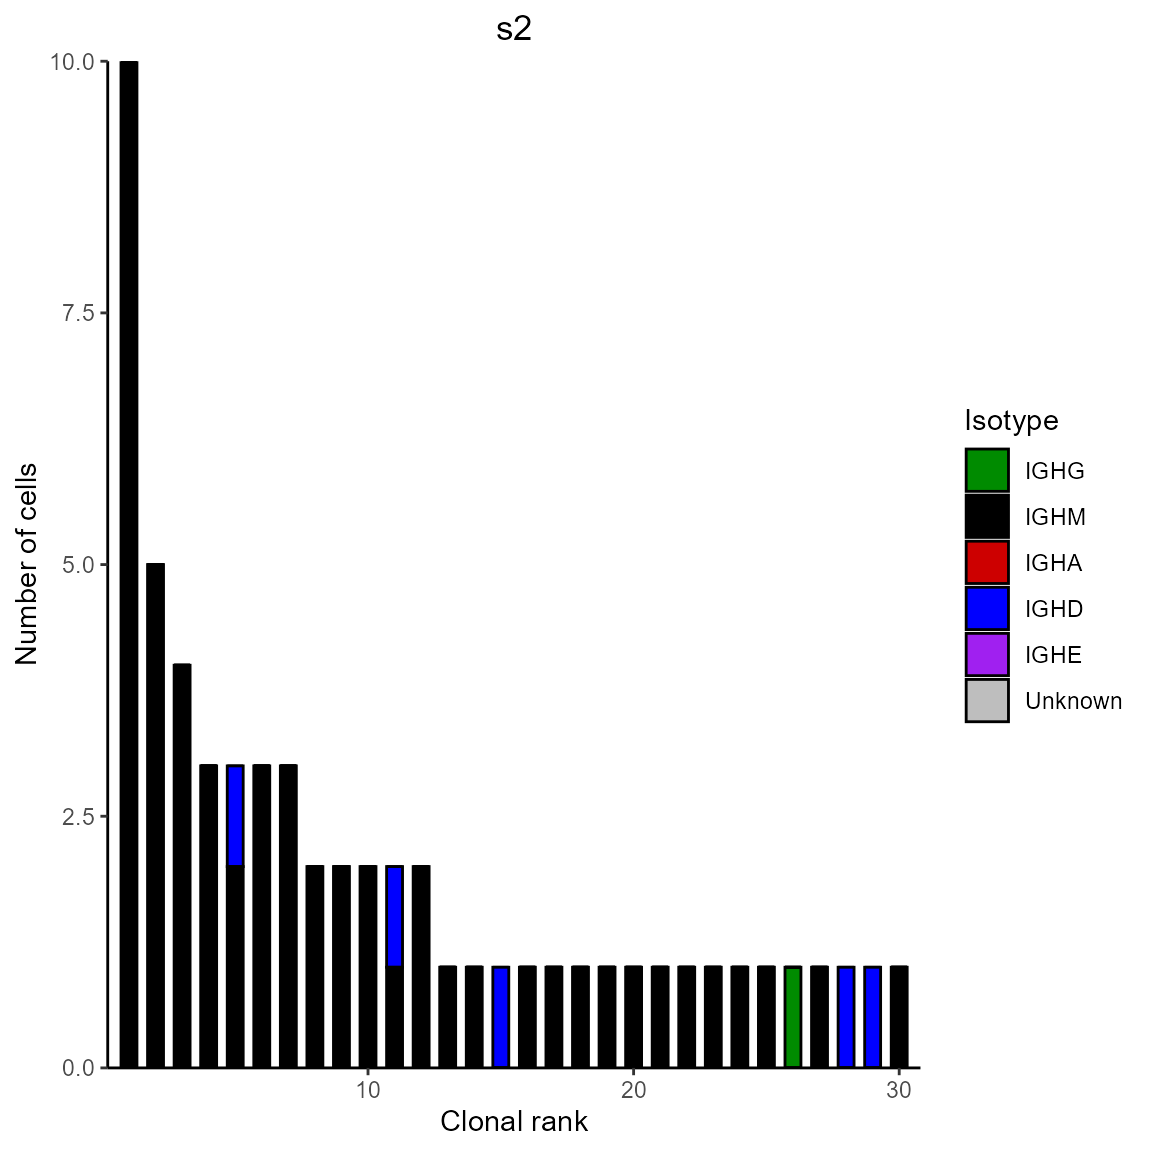 s2
10.0
7.5
5.0
2.5
0.0
Number of cells
10
20
30
Clonal rank
Isotype
IGHG
IGHM
IGHA
IGHD
IGHE
Unknown